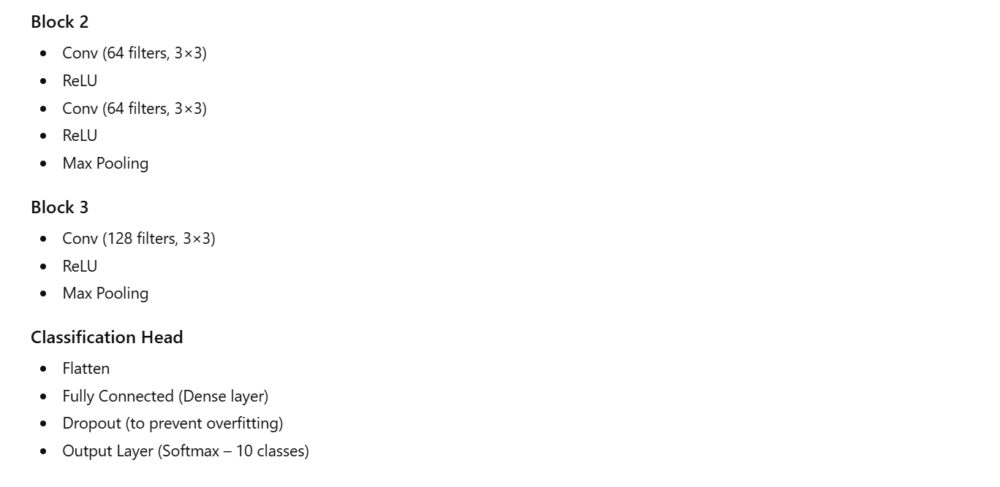 Block 2
• Conv (64 filters, 3×3)
• ReLU
• Conv (64 filters, 3×3)
• ReLU
• Max Pooling
Block 3
• Conv (128 filters, 3×3)
• ReLU
• Max Pooling
Classification Head
• Flatten
• Fully Connected (Dense layer)
• Dropout (to prevent overfitting)
• Output Layer (Softmax – 10 classes)